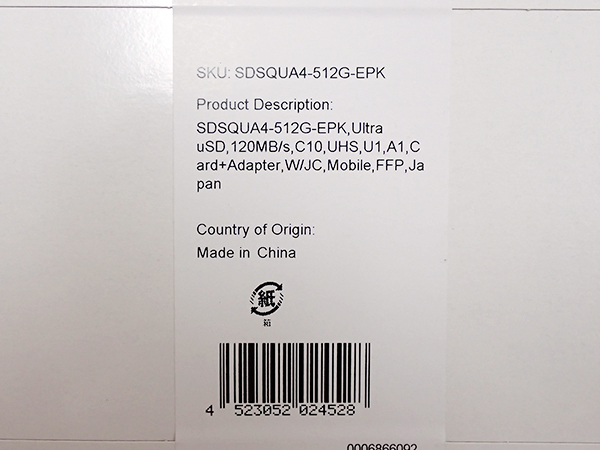 SKU: SDSQUA4-512G-EPK
Product Description:
SDSQUA4-512G-EPK,Ultra
uSD,120MB/s,C10,UHS,U1,A1,C
ard+Adapter,W/JC,Mobile,FFP,Ja
pan
Country of Origin:
Made in China
紙
箱
4 523052 024528
0006866092